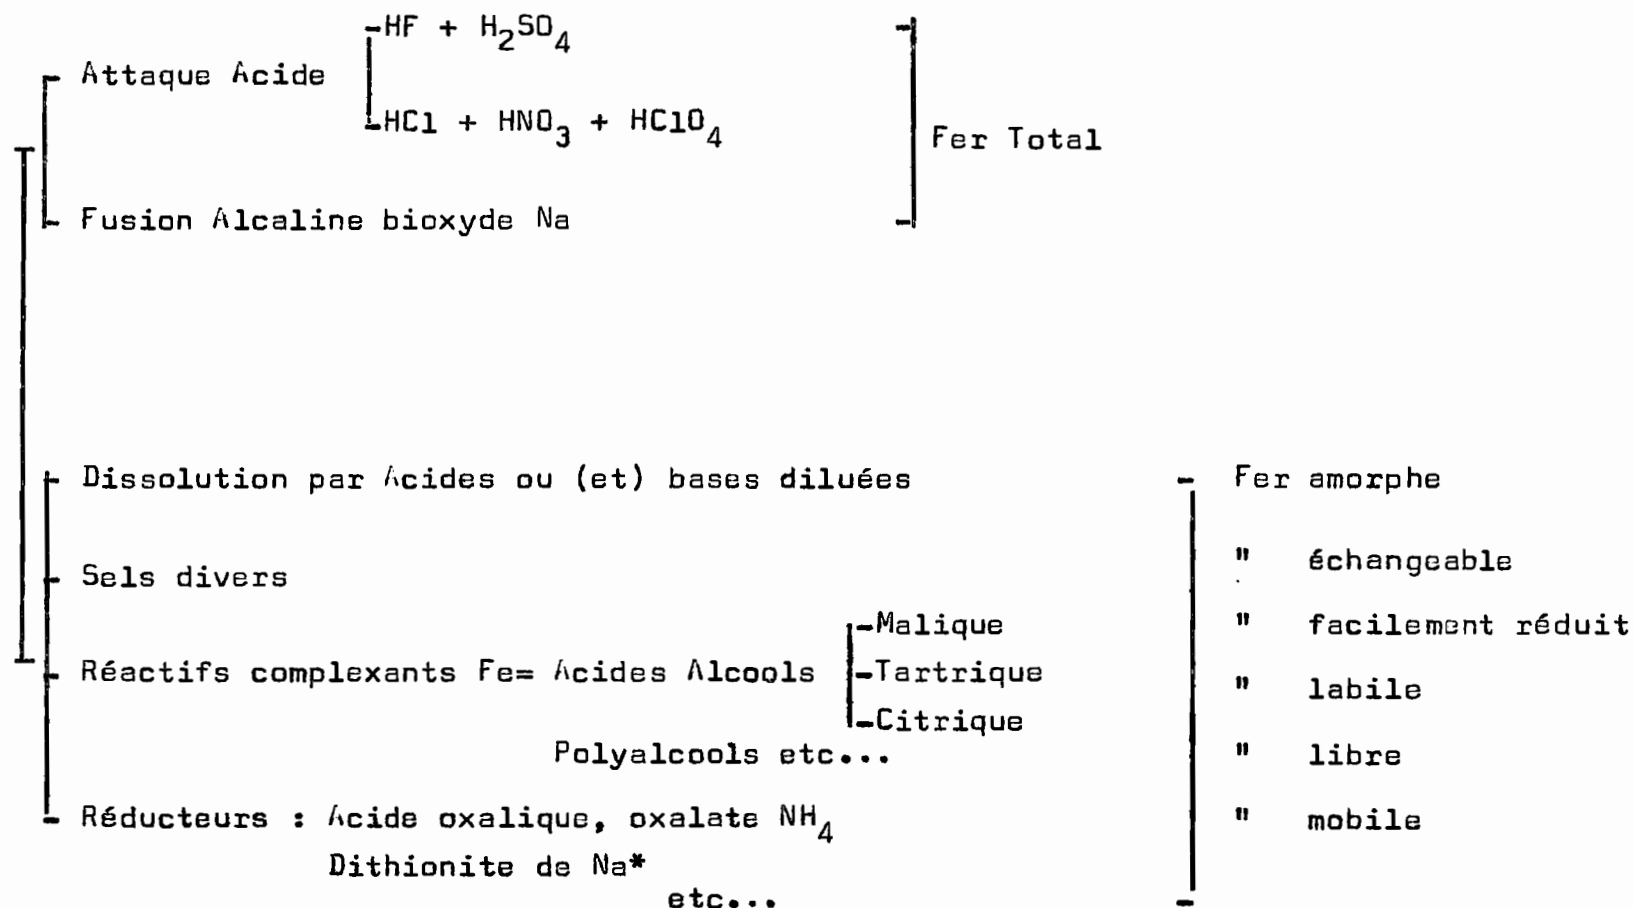 HF + H₂SO₄
Attaque Acide
HCl + HNO₃ + HClO₄
Fer Total
Fusion Alcaline bioxyde Na
Dissolution par Acides ou (et) bases diluées
Fer amorphe
" échangeable
Sels divers
Malique
" facilement réduit
Réactifs complexants Fe= Acides Alcools
Tartrique
" labile
Citrique
Polyalcools etc...
" libre
Réducteurs : Acide oxalique, oxalate NH₄
" mobile
Dithionite de Na*
etc...